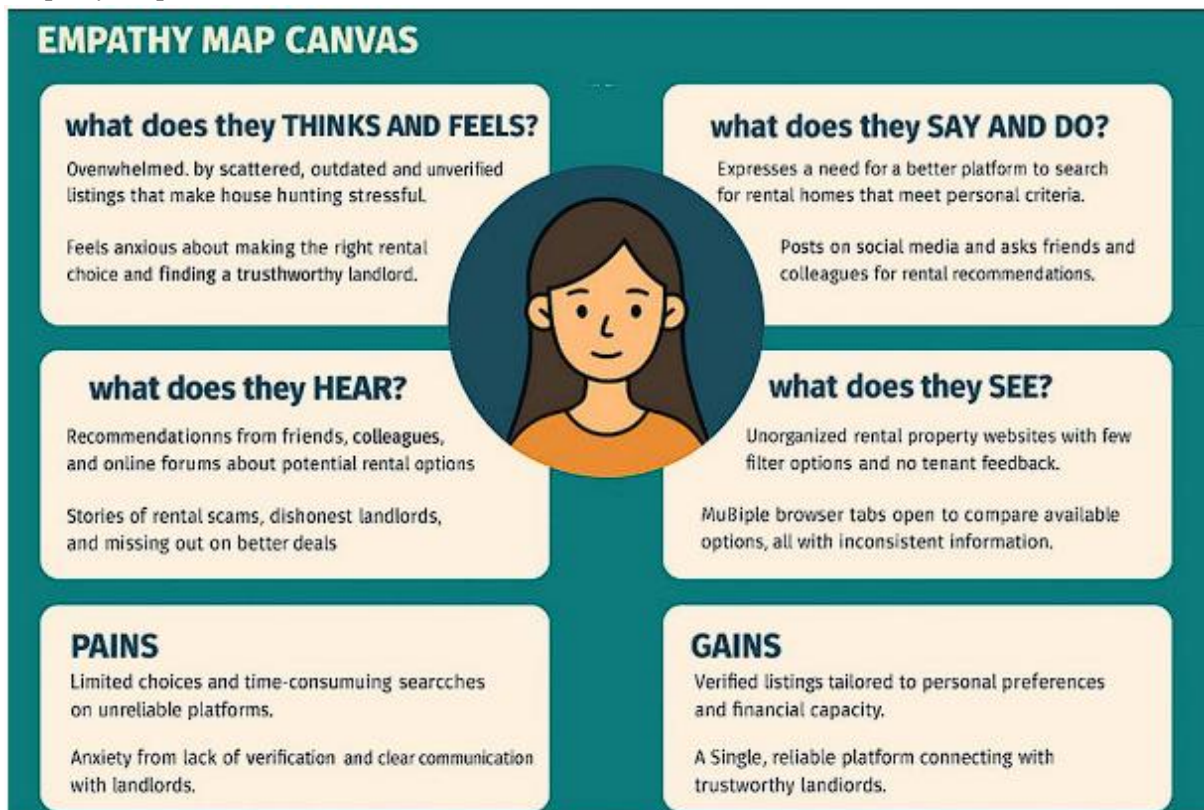 EMPATHY MAP CANVAS
what does they THINKS AND FEELS?
Ovenwhelmed. by scattered, outdated and unverified
listings that make house hunting stressful.
Feels anxious about making the right rental
choice and finding a trusthworthy landlord.
what does they SAY AND DO?
Expresses a need for a better platform to search
for rental homes that meet personal criteria.
Posts on social media and asks friends and
colleagues for rental recommendations.
what does they HEAR?
Recommendationns from friends, colleagues,
and online forums about potential rental options
Stories of rental scams, dishonest landlords,
and missing out on better deals
what does they SEE?
Unorganized rental property websites with few
filter options and no tenant feedback.
MuBiple browser tabs open to compare available
options, all with inconsistent information.
PAINS
Limited choices and time-consumuing searcches
on unreliable platforms.
Anxiety from lack of verification and clear communication
with landlords.
GAINS
Verified listings tailored to personal preferences
and financial capacity.
A Single, reliable platform connecting with
trustworthy landiords.